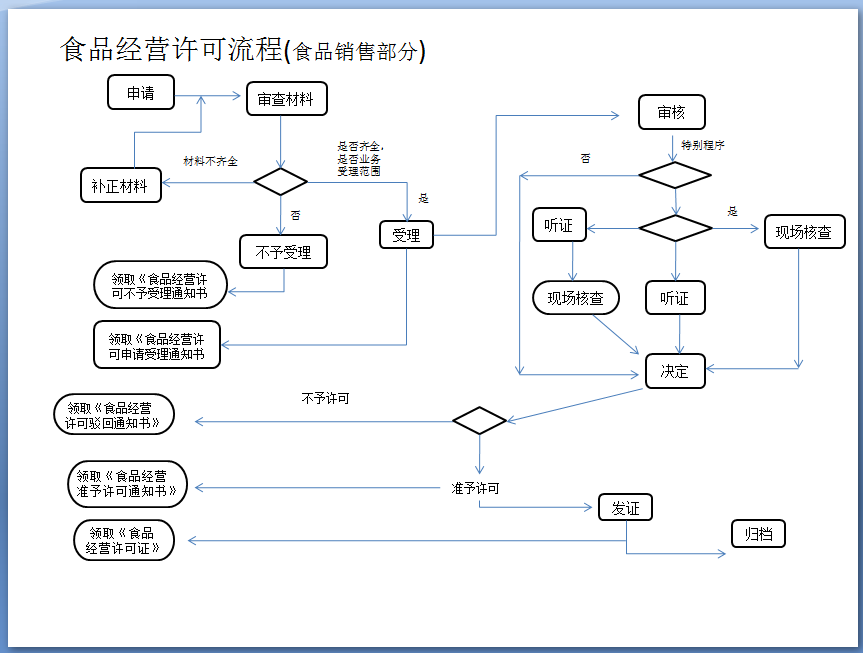 食品经营许可流程(食品销售部分)
申请
审查材料
审核
特别程序
是否齐全,
是否业务
受理范围
材料不齐全
否
补正材料
是
否
听证
是
现场核查
受理
不予受理
领取《食品经营许
可不予受理通知书
现场核查
听证
领取《食品经营许
可申请受理通知书
决定
不予许可
领取《食品经营
许可驳回通知书》
领取《食品经营
准予许可通知书》
准予许可
发证
领取《食品
经营许可证》
归档